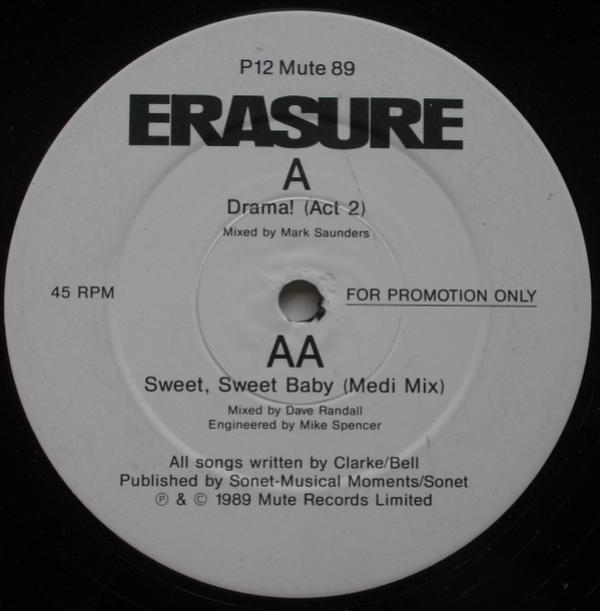 P12 Mute 89
ERASURE
A
Drama! (Act 2)
Mixed by Mark Saunders
45 RPM
FOR PROMOTION ONLY
AA
Sweet, Sweet Baby (Medi Mix)
Mixed by Dave Randall
Engineered by Mike Spencer
All songs written by Clarke/Bell
Published by Sonet-Musical Moments/Sonet
℗ & © 1989 Mute Records Limited